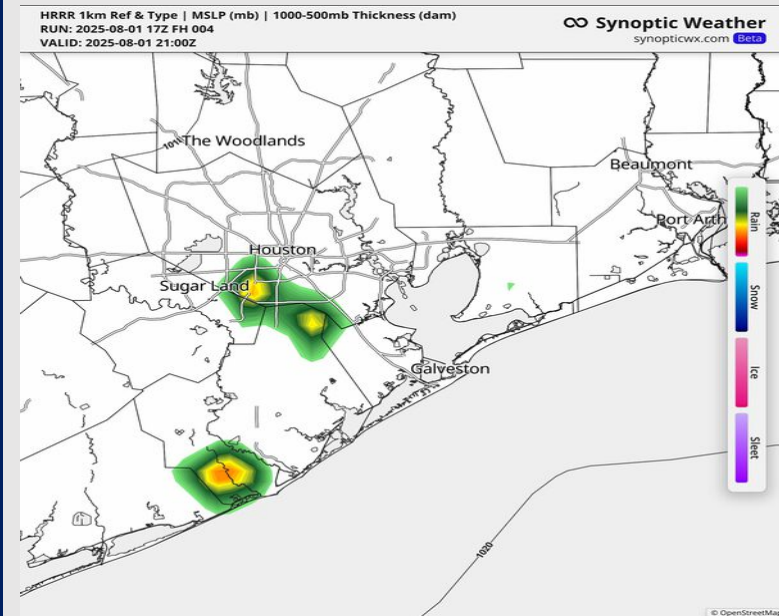 HRRR 1km Ref & Type | MSLP (mb) | 1000-500mb Thickness (dam)
RUN: 2025-08-01 17Z FH 004
VALID: 2025-08-01 21:00Z
Synoptic Weather
synopticwx.com Beta
The Woodlands
Beaumont
Port Arth
Houston
Sugar Land
Galveston
Rain
Snow
Ice
Sleet
1020
© OpenStreetMap